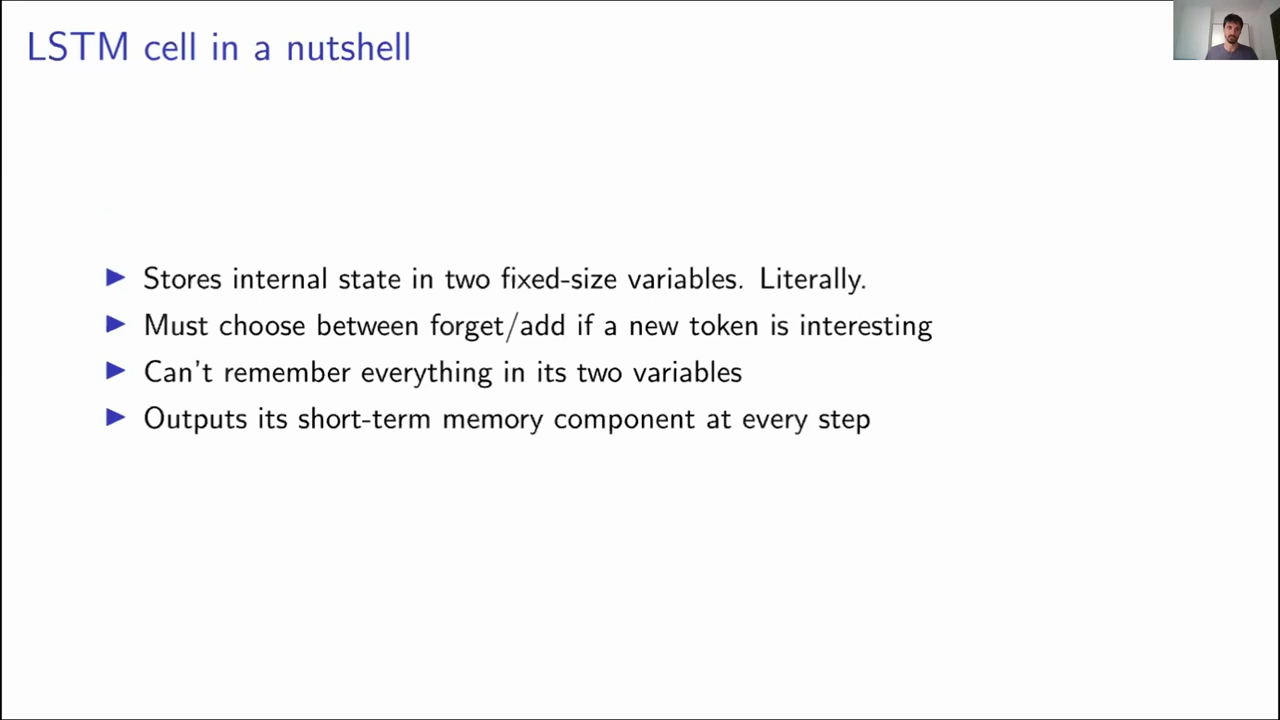 LSTM cell in a nutshell
▶ Stores internal state in two fixed-size variables. Literally.
▶ Must choose between forget/add if a new token is interesting
▶ Can't remember everything in its two variables
▶ Outputs its short-term memory component at every step